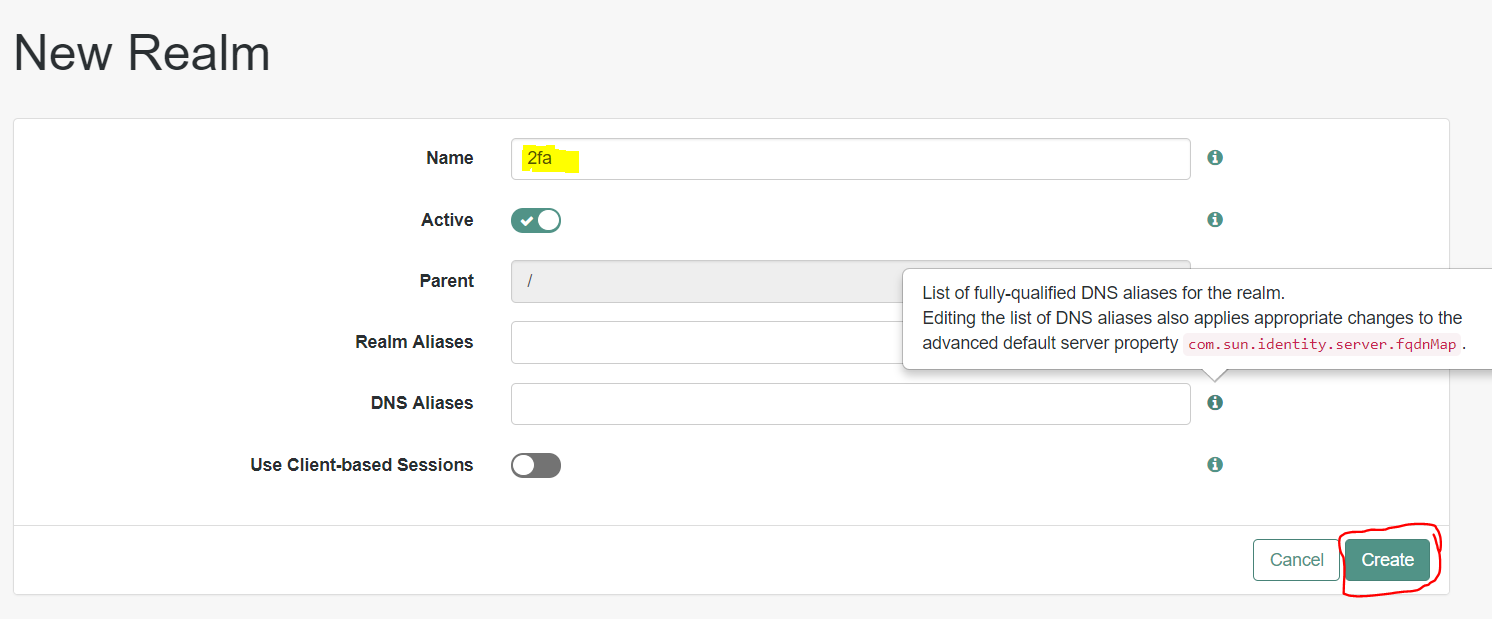 New Realm
Name
2fa
Active
Parent
/
List of fully-qualified DNS aliases for the realm.
Editing the list of DNS aliases also applies appropriate changes to the
advanced default server property com.sun.identity.server.fqdnMap.
Realm Aliases
DNS Aliases
Use Client-based Sessions
Cancel
Create